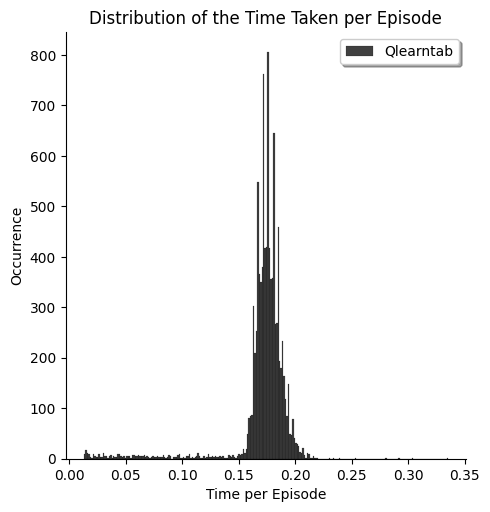 Distribution of the Time Taken per Episode
Qlearntab
800
700
600
500
400
300
200
100
0
Occurrence
0.00 0.05 0.10 0.15 0.20 0.25 0.30 0.35
Time per Episode